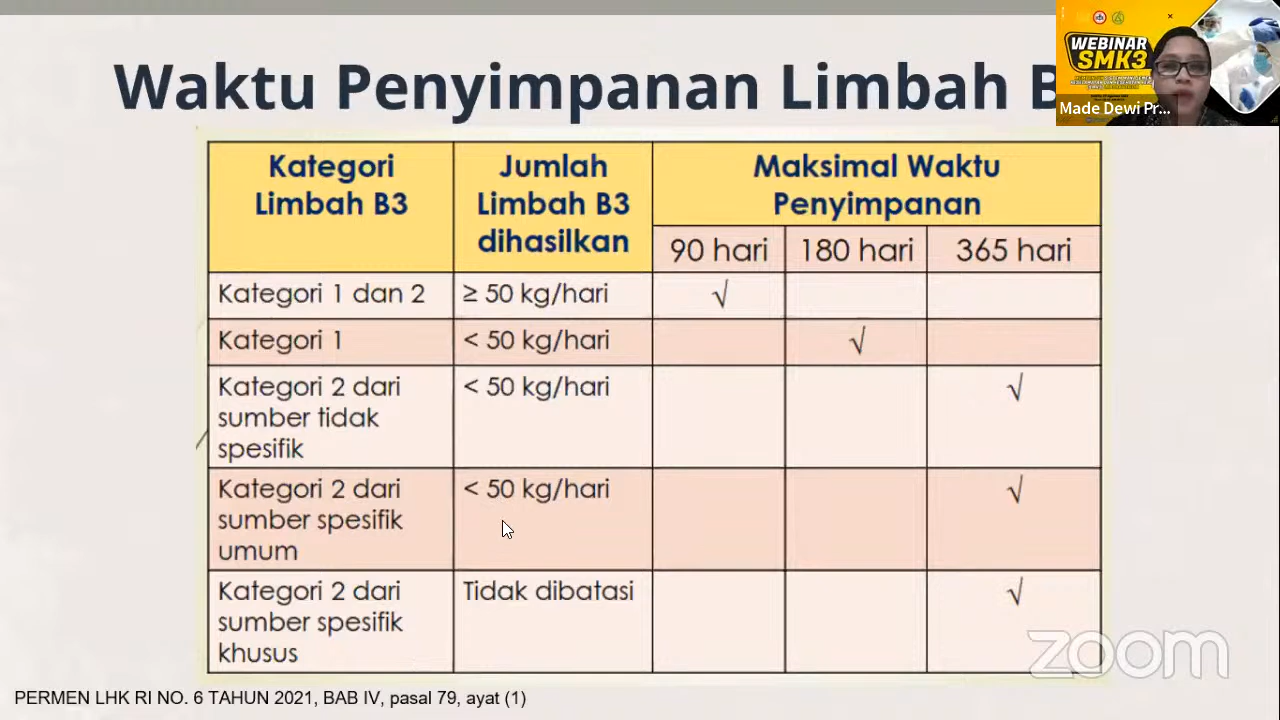 Waktu Penyimpanan Limbah B
WEBINAR
SMK3
Made Dewi Pr...
Kategori
Limbah B3
Jumlah
Limbah B3
dihasilkan
Maksimal Waktu
Penyimpanan
90 hari
180 hari
365 hari
Kategori 1 dan 2
≥ 50 kg/hari
√
Kategori 1
< 50 kg/hari
√
Kategori 2 dari
sumber tidak
spesifik
< 50 kg/hari
√
Kategori 2 dari
sumber spesifik
umum
< 50 kg/hari
√
Kategori 2 dari
sumber spesifik
khusus
Tidak dibatasi
√
zoom
PERMEN LHK RI NO. 6 TAHUN 2021, BAB IV, pasal 79, ayat (1)